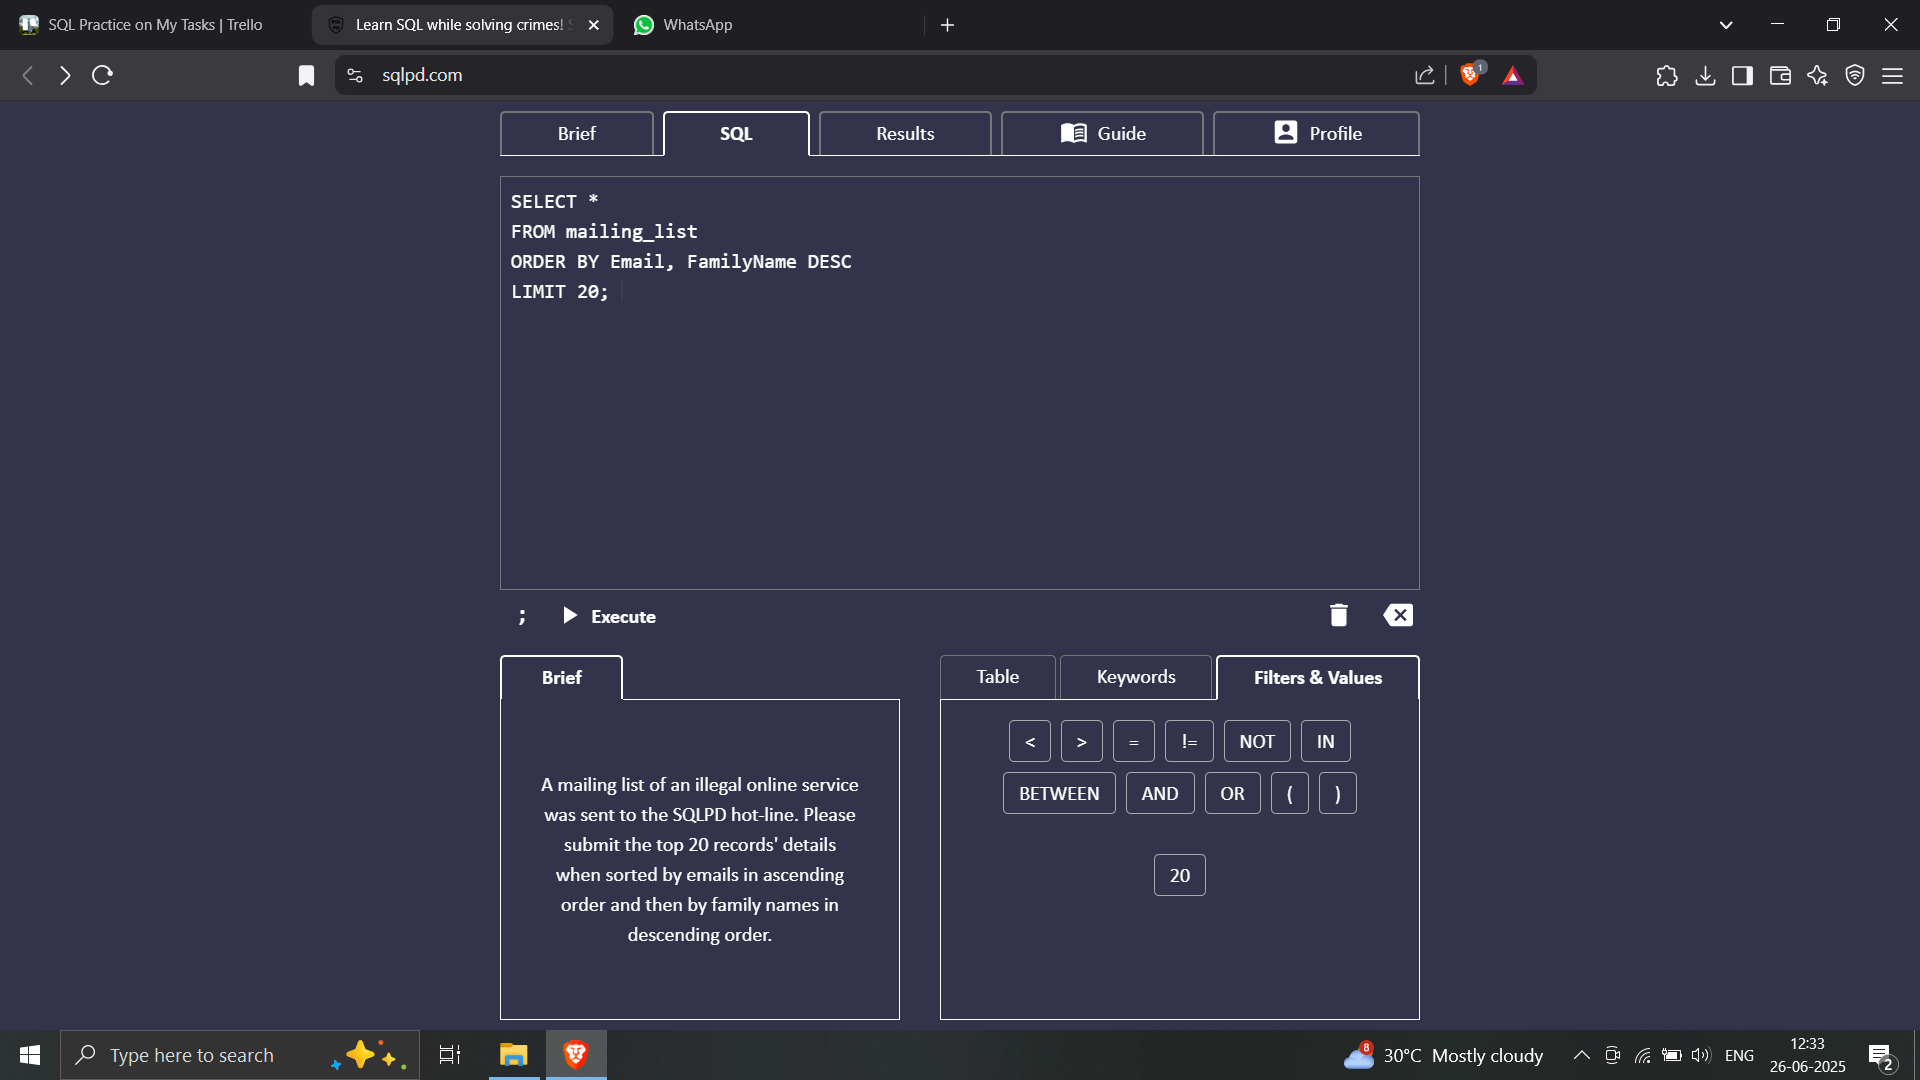 SQL Practice on My Tasks | Trello
Learn SQL while solving crimes!
WhatsApp
sqlpd.com
1
Brief
SQL
Results
Guide
Profile
SELECT *
FROM mailing_list
ORDER BY Email, FamilyName DESC
LIMIT 20;
;
Execute
Brief
Table
Keywords
Filters & Values
< > = != NOT IN
BETWEEN AND OR ( )
20
A mailing list of an illegal online service
was sent to the SQLPD hot-line. Please
submit the top 20 records' details
when sorted by emails in ascending
order and then by family names in
descending order.
Type here to search
8
30°C Mostly cloudy
ENG
12:33
26-06-2025
2